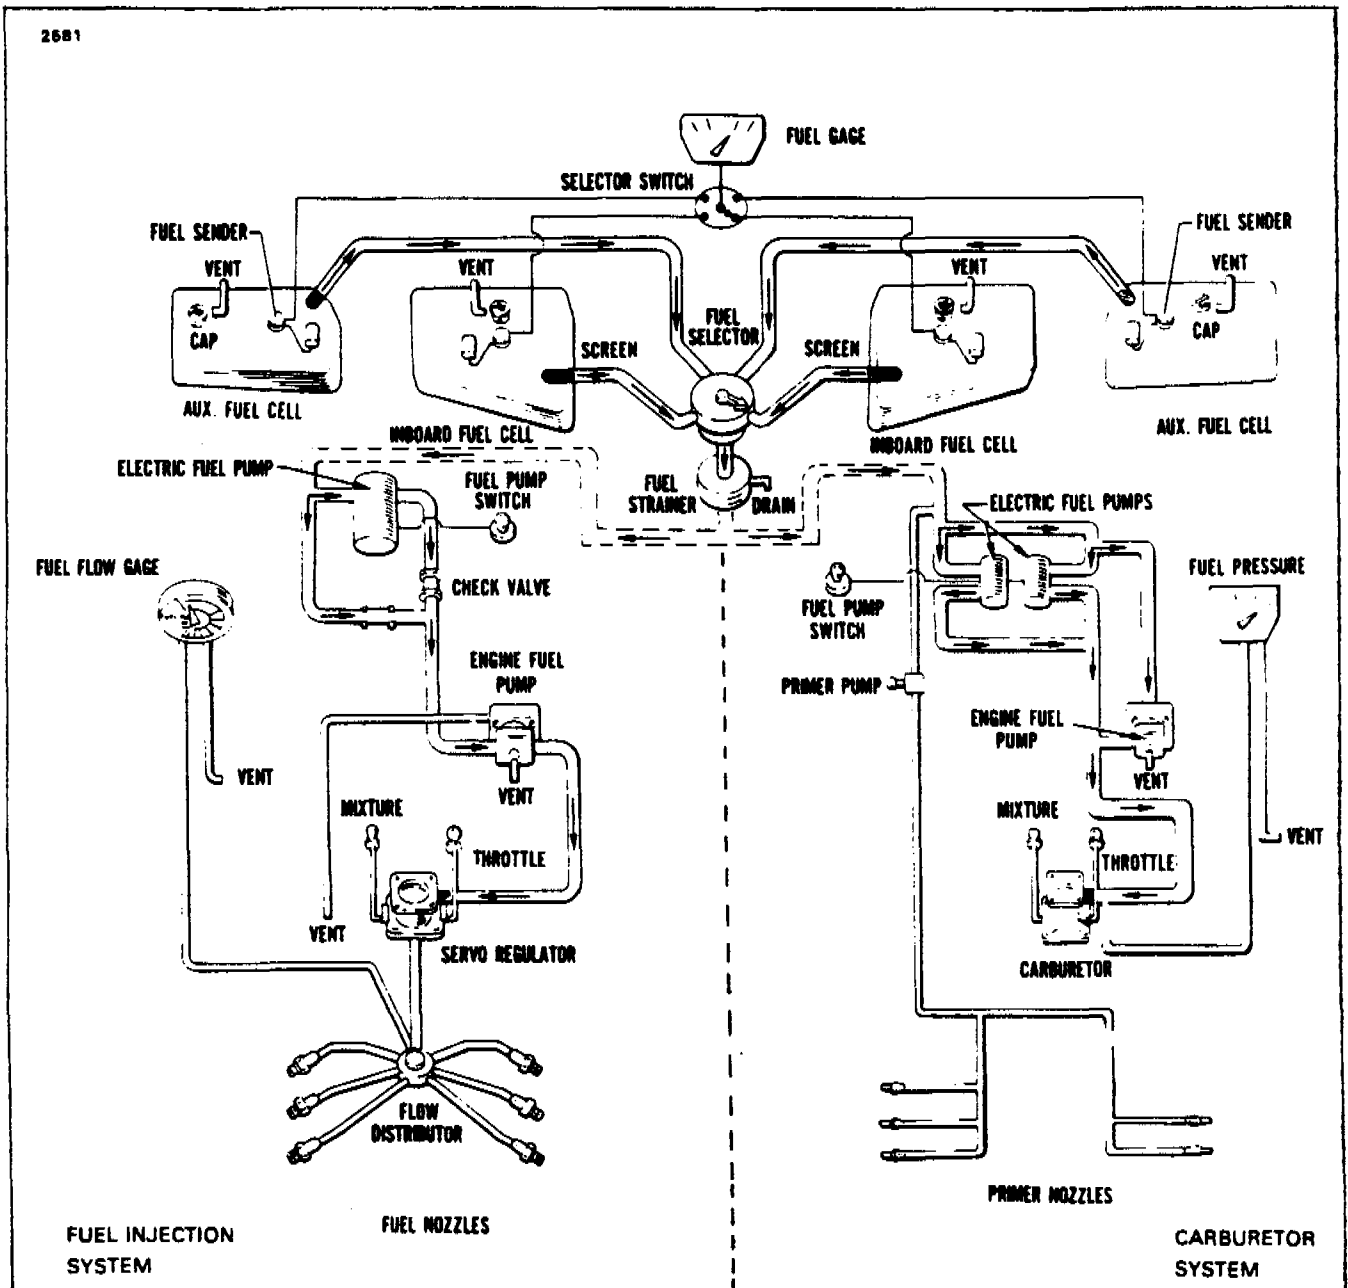 2681
FUEL GAGE
SELECTOR SWITCH
FUEL SENDER
FUEL SENDER
VENT
VENT
VENT
VENT
CAP
FUEL
SELECTOR
CAP
SCREEN
SCREEN
AUX. FUEL CELL
INBOARD FUEL CELL
INBOARD FUEL CELL
AUX. FUEL CELL
ELECTRIC FUEL PUMP
FUEL PUMP
SWITCH
FUEL
STRAINER
DRAIN
ELECTRIC FUEL PUMPS
FUEL FLOW GAGE
CHECK VALVE
FUEL PUMP
SWITCH
FUEL PRESSURE
ENGINE FUEL
PUMP
PRIMER PUMP
ENGINE FUEL
PUMP
VENT
VENT
VENT
MIXTURE
THROTTLE
MIXTURE
THROTTLE
VENT
VENT
SERVO REGULATOR
CARBURETOR
FLOW
DISTRIBUTOR
PRIMER NOZZLES
FUEL NOZZLES
FUEL INJECTION
SYSTEM
CARBURETOR
SYSTEM